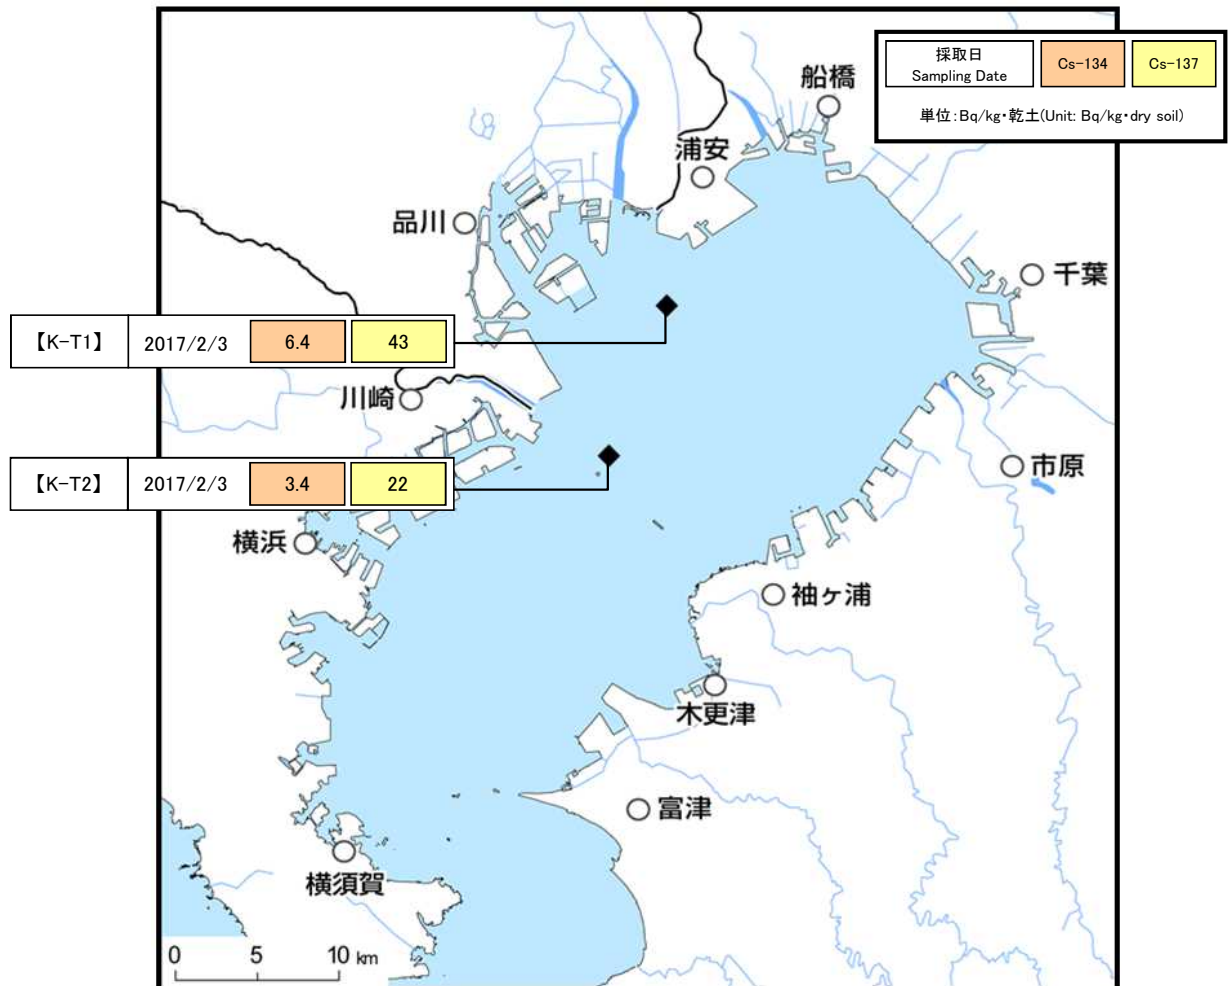 採取日
Sampling Date
Cs-134
Cs-137
単位:Bq/kg・乾土(Unit: Bq/kg・dry soil)
船橋
浦安
品川
千葉
【K-T1】 2017/2/3 6.4 43
川崎
市原
【K-T2】 2017/2/3 3.4 22
横浜
袖ヶ浦
木更津
富津
横須賀
0 5 10 km